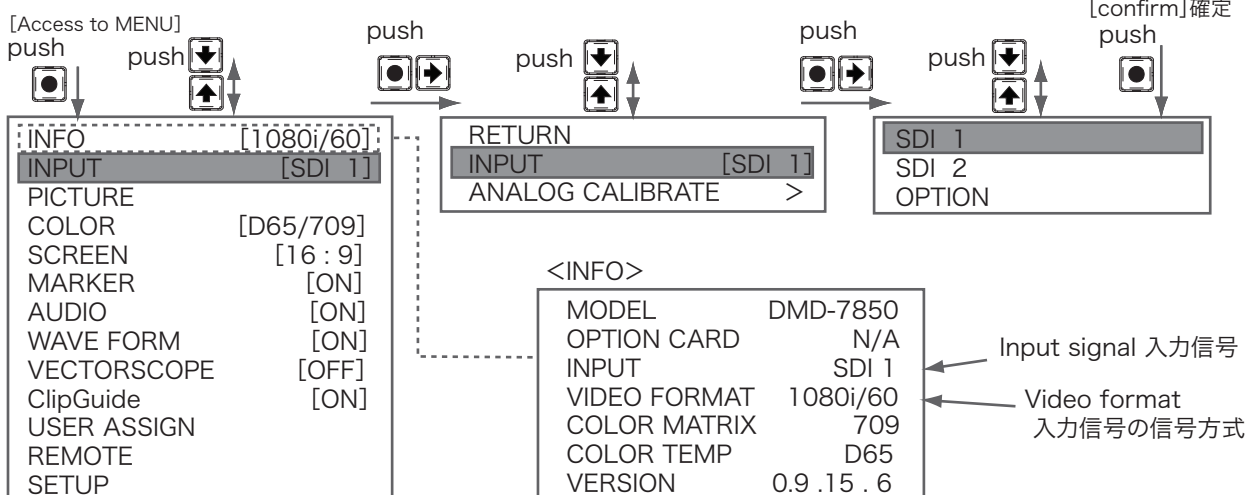 [Access to MENU]
push
push
push
push
push
push
[confirm]確定
push
INFO [1080i/60]
INPUT [SDI 1]
PICTURE
COLOR [D65/709]
SCREEN [16 : 9]
MARKER [ON]
AUDIO [ON]
WAVE FORM [ON]
VECTORSCOPE [OFF]
ClipGuide [ON]
USER ASSIGN
REMOTE
SETUP
RETURN
INPUT [SDI 1]
ANALOG CALIBRATE >
SDI 1
SDI 2
OPTION
<INFO>
MODEL DMD-7850
OPTION CARD N/A
INPUT SDI 1
VIDEO FORMAT 1080i/60
COLOR MATRIX 709
COLOR TEMP D65
VERSION 0.9 .15 . 6
Input signal 入力信号
Video format
入力信号の信号方式